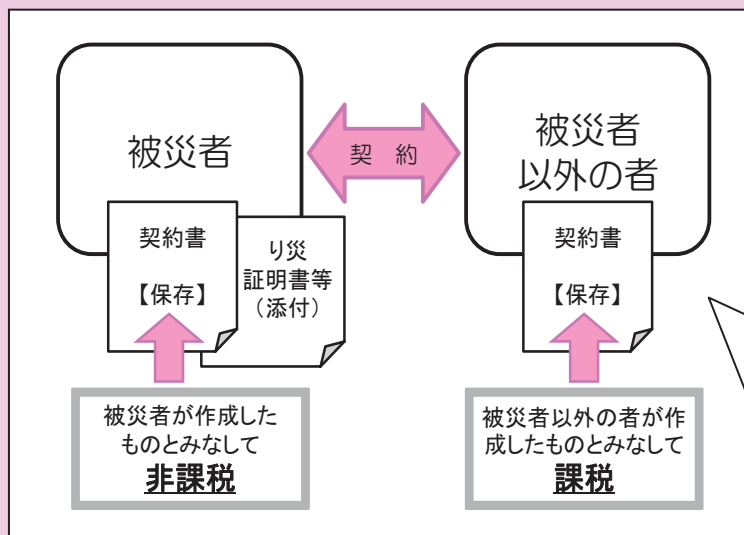 被災者
契 約
被災者
以外の者
契約書
【保存】
り災
証明書等
（添付）
契約書
【保存】
被災者が作成した
ものとみなして
非課税
被災者以外の者が作
成したものとみなして
課税